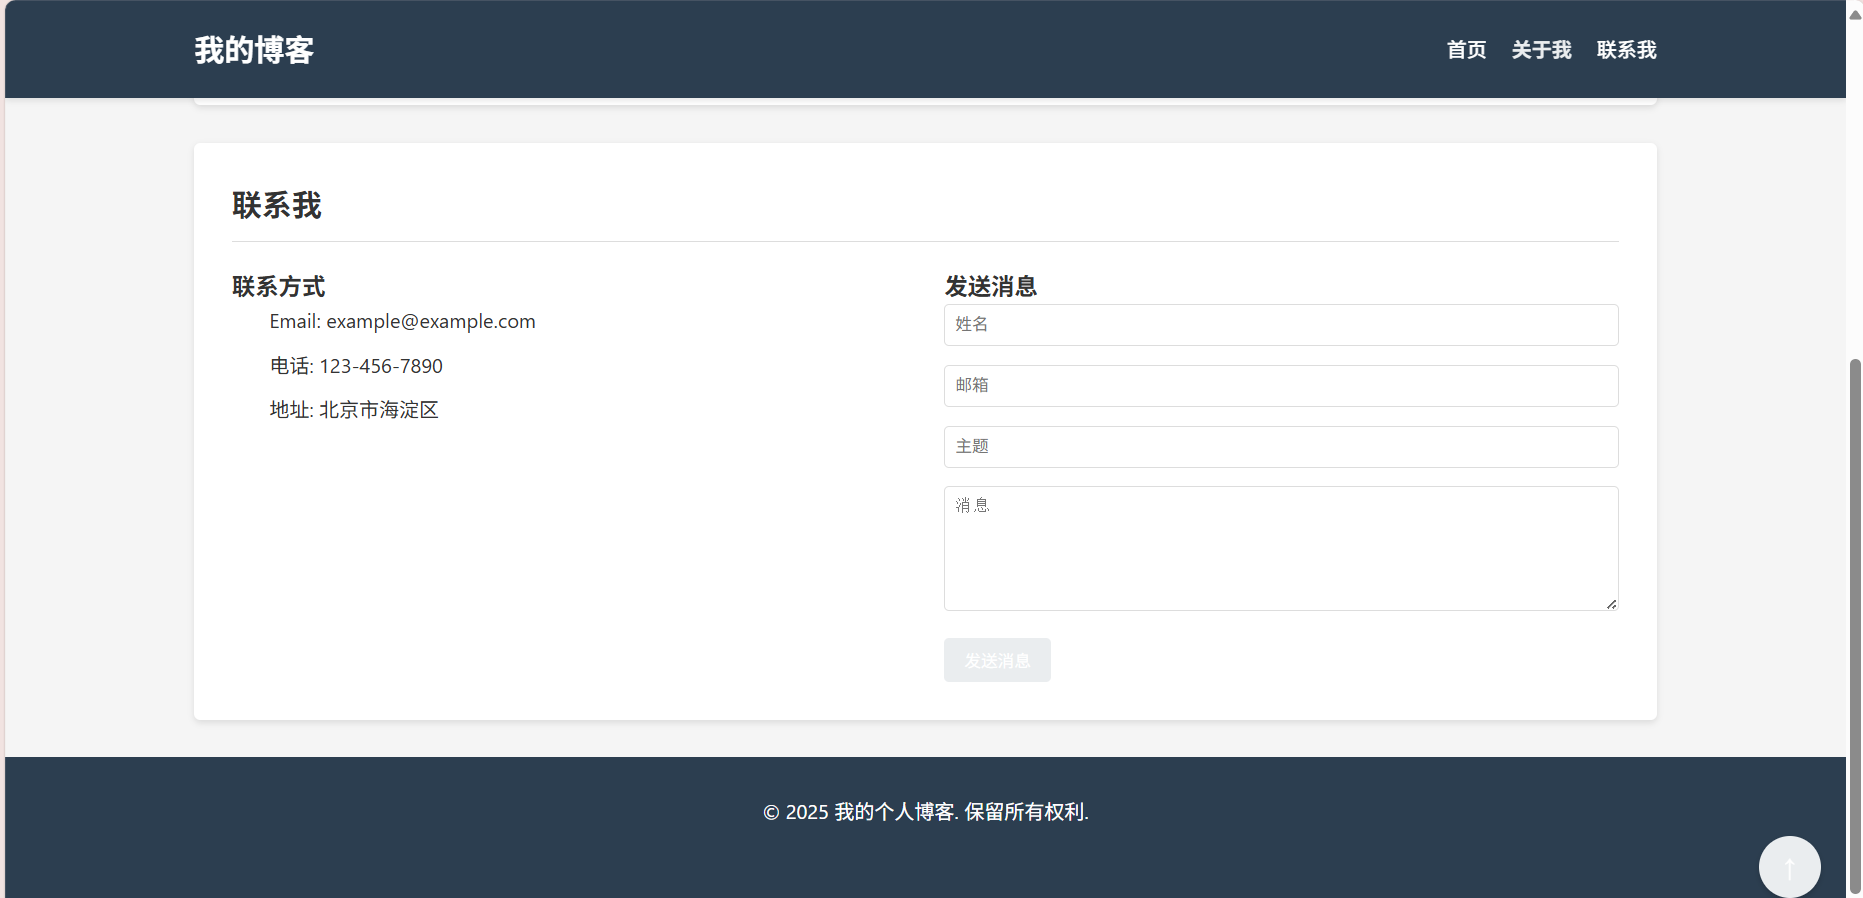 我的博客
首页 关于我 联系我
联系我
联系方式
Email: example@example.com
电话: 123-456-7890
地址: 北京市海淀区
发送消息
姓名
邮箱
主题
消息
发送消息
© 2025 我的个人博客. 保留所有权利.
↑